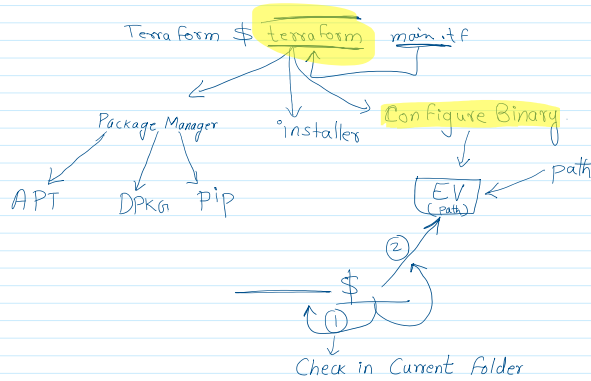 Terraform $ terraform main.tf
Package Manager
installer
Configure Binary
APT
DPKG
Pip
EV
(path)
path
②
$
①
Check in Current folder